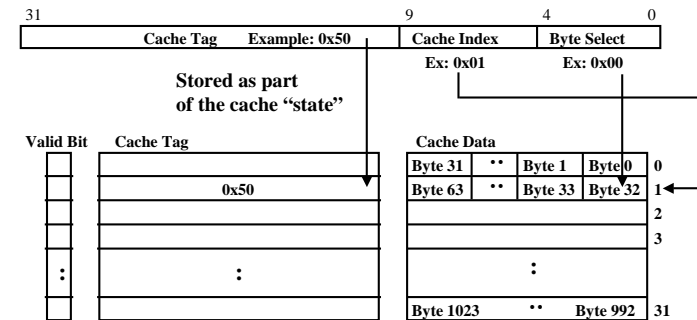 31 9 4 0
Cache Tag Example: 0x50 Cache Index Byte Select
Ex: 0x01 Ex: 0x00
Stored as part
of the cache “state”
Valid Bit Cache Tag Cache Data
Byte 31 ·· Byte 1 Byte 0 0
0x50 Byte 63 ·· Byte 33 Byte 32 1
2
3
: : :
Byte 1023 ·· Byte 992 31